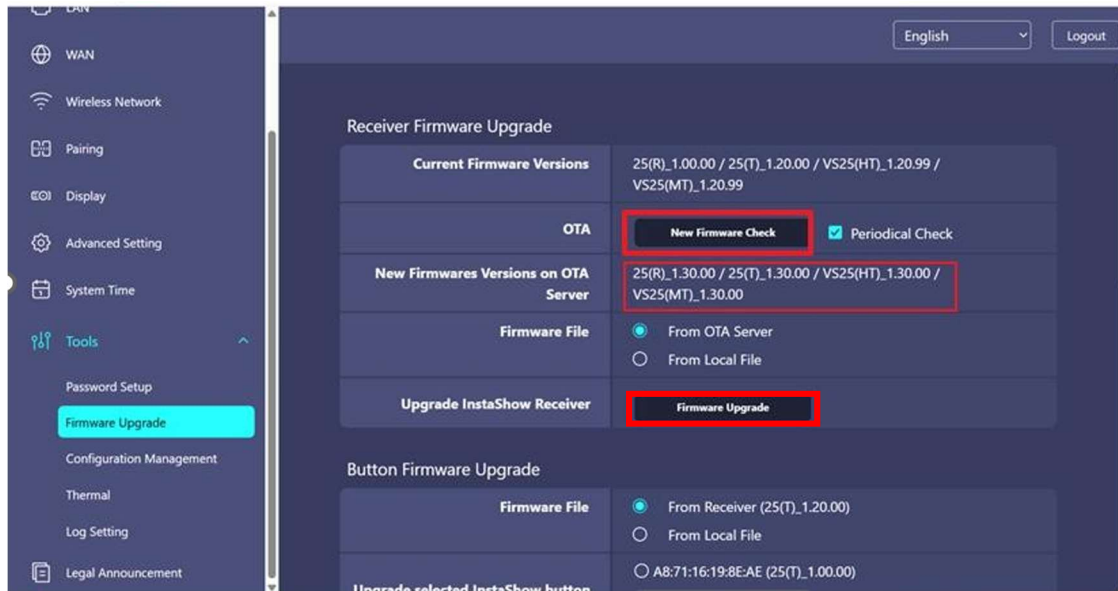 LAN
WAN
Wireless Network
Pairing
Display
Advanced Setting
System Time
Tools
Password Setup
Firmware Upgrade
Configuration Management
Thermal
Log Setting
Legal Announcement
English
Logout
Receiver Firmware Upgrade
Current Firmware Versions
25(R)_1.00.00 / 25(T)_1.20.00 / VS25(HT)_1.20.99 /
VS25(MT)_1.20.99
OTA
New Firmware Check
Periodical Check
New Firmwares Versions on OTA
Server
25(R)_1.30.00 / 25(T)_1.30.00 / VS25(HT)_1.30.00 /
VS25(MT)_1.30.00
Firmware File
From OTA Server
From Local File
Upgrade InstaShow Receiver
Firmware Upgrade
Button Firmware Upgrade
Firmware File
From Receiver (25(T)_1.20.00)
From Local File
A8:71:16:19:8E:AE (25(T)_1.00.00)
Upgrade selected InstaShow button